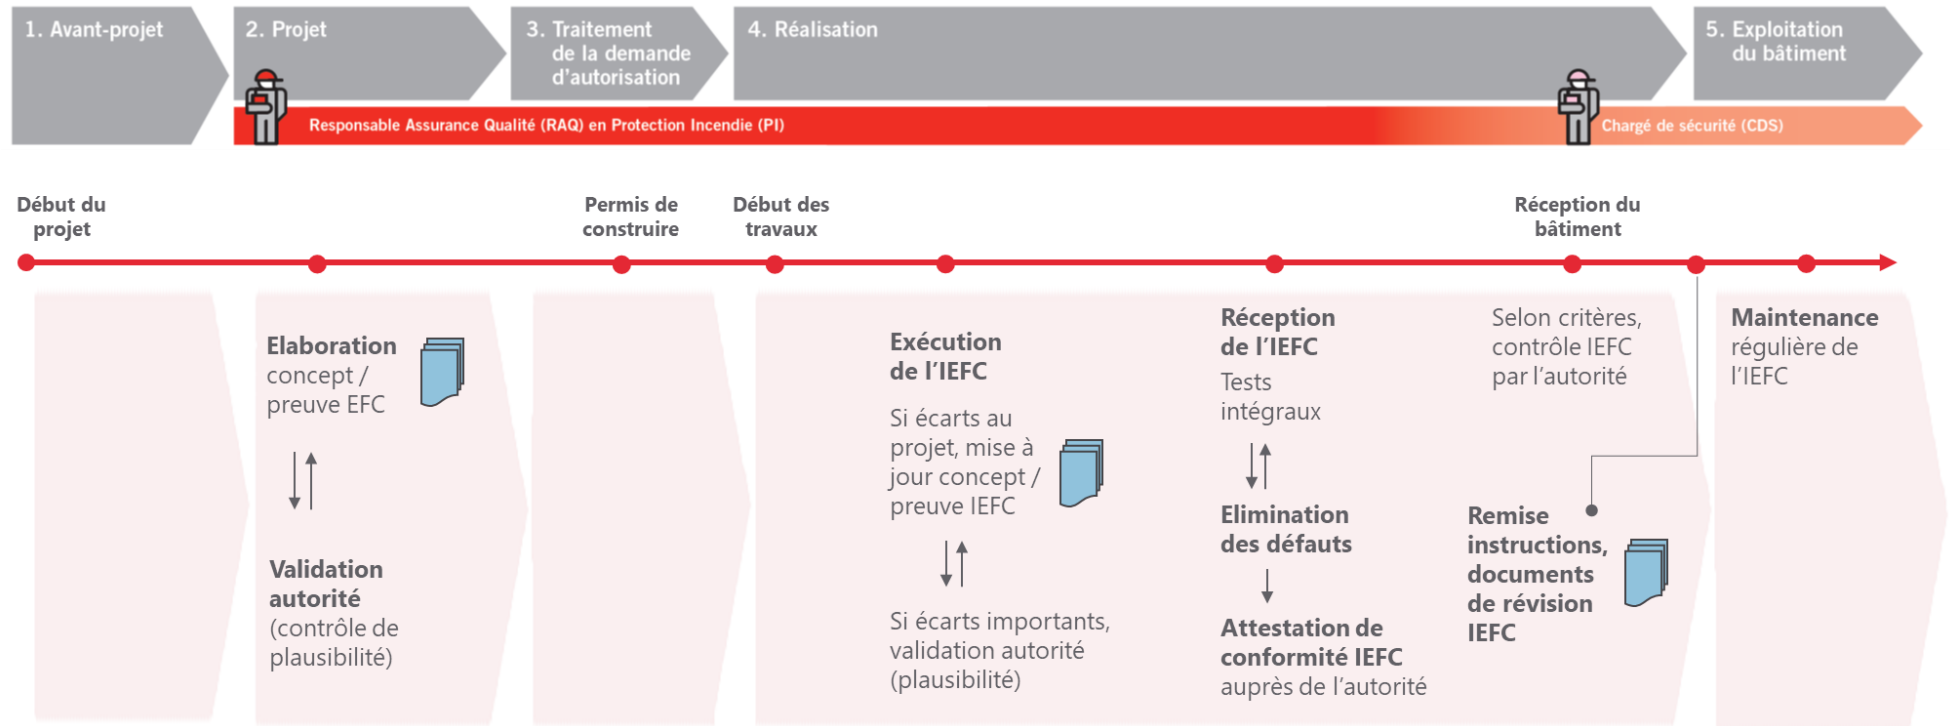 1. Avant-projet
2. Projet
3. Traitement
de la demande
d'autorisation
4. Réalisation
5. Exploitation
du bâtiment
Responsable Assurance Qualité (RAQ) en Protection Incendie (PI)
Chargé de sécurité (CDS)
Début du
projet
Permis de
construire
Début des
travaux
Réception du
bâtiment
Elaboration
concept /
preuve EFC
Validation
autorité
(contrôle de
plausibilité)
Exécution
de l'IEFC
Si écarts au
projet, mise à
jour concept /
preuve IEFC
Si écarts importants,
validation autorité
(plausibilité)
Réception
de l'IEFC
Tests
intégraux
Elimination
des défauts
Attestation de
conformité IEFC
auprès de l'autorité
Selon critères,
contrôle IEFC
par l'autorité
Remise
instructions,
documents
de révision
IEFC
Maintenance
régulière de
l'IEFC